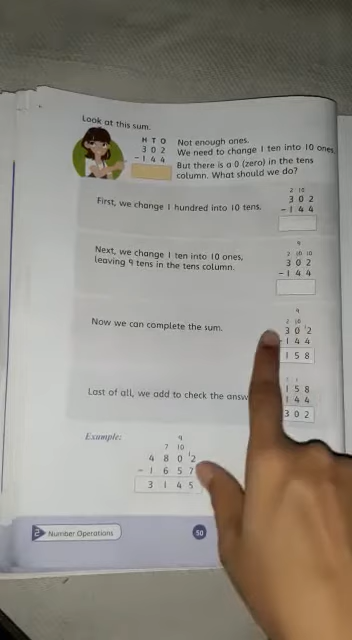 Look at this sum.
H T O
3 0 2
- 1 4 4
Not enough ones.
We need to change 1 ten into 10 ones.
But there is a 0 (zero) in the tens
column. What should we do?
First, we change 1 hundred into 10 tens.
2 10
3 0 2
- 1 4 4
Next, we change 1 ten into 10 ones,
leaving 9 tens in the tens column.
9
2 10 10
3 0 2
- 1 4 4
Now we can complete the sum.
9
2 10
3 0 12
1 4 4
1 5 8
Last of all, we add to check the
1 1
1 5 8
1 4 4
3 0 2
Example:
9
7 10
4 8 0 12
- 1 6 5 7
3 1 4 5
2 Number Operations
50